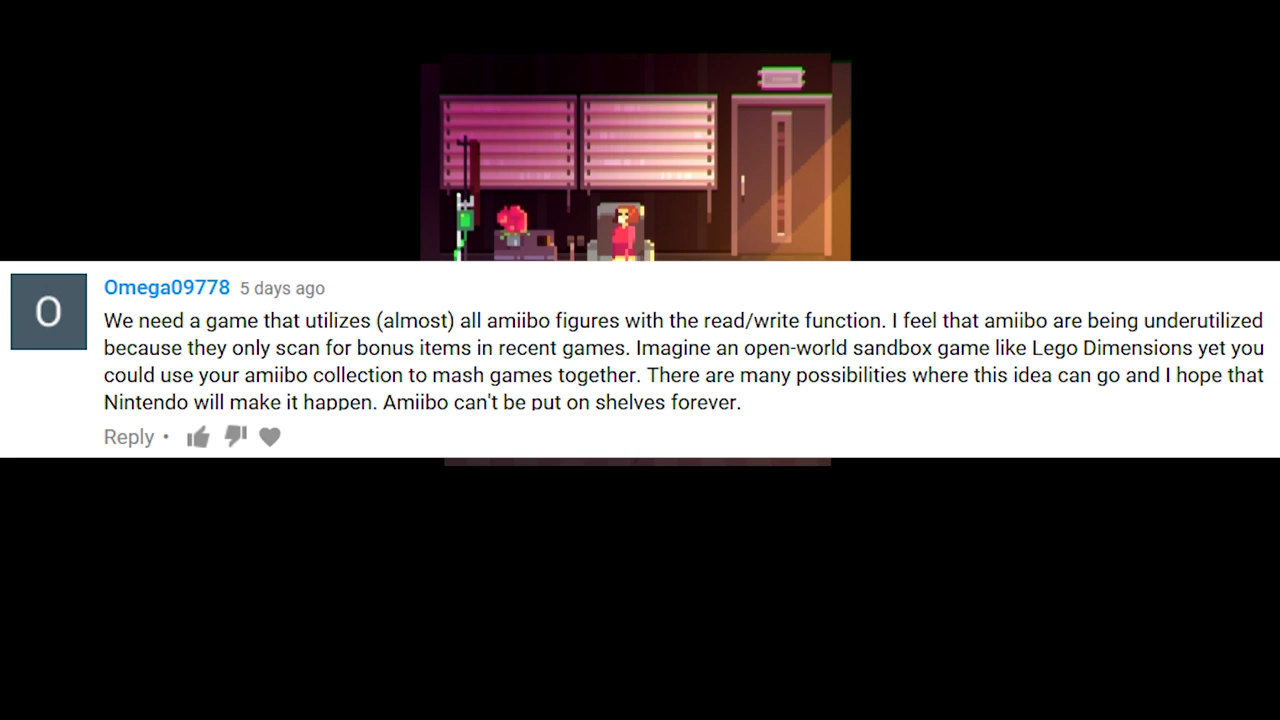 O
Omega09778 5 days ago
We need a game that utilizes (almost) all amiibo figures with the read/write function. I feel that amiibo are being underutilized
because they only scan for bonus items in recent games. Imagine an open-world sandbox game like Lego Dimensions yet you
could use your amiibo collection to mash games together. There are many possibilities where this idea can go and I hope that
Nintendo will make it happen. Amiibo can't be put on shelves forever.
Reply •